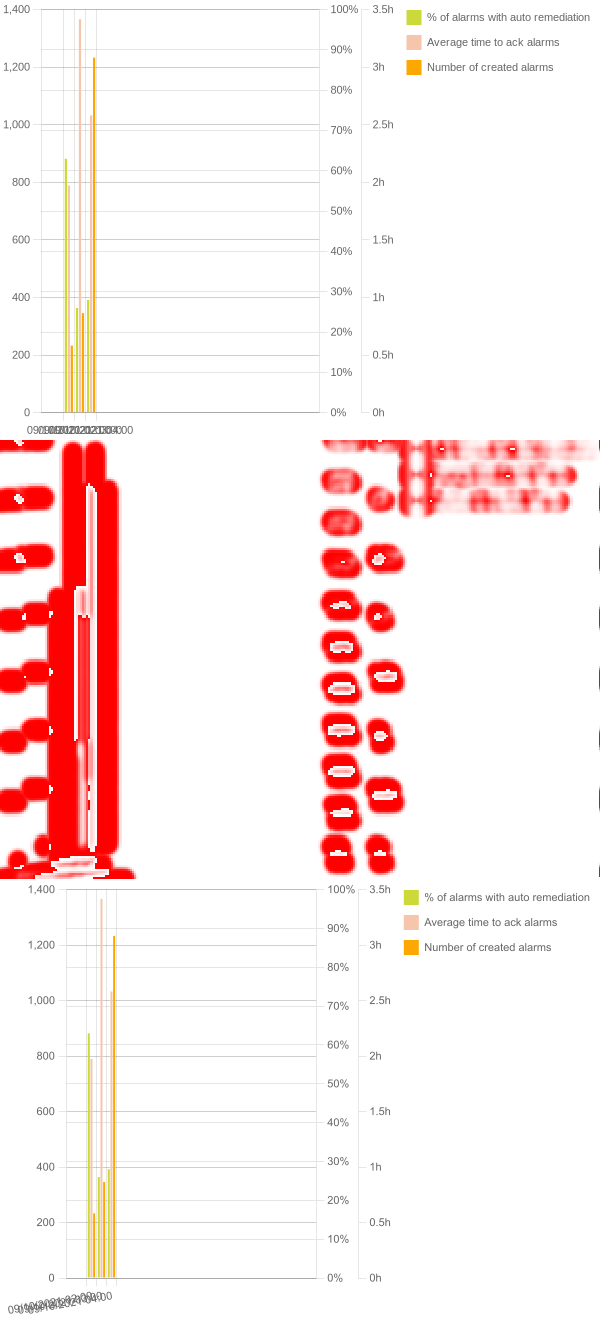 1,400
1,200
1,000
800
600
400
200
0
100%
90%
80%
70%
60%
50%
40%
30%
20%
10%
0%
3.5h
3h
2.5h
2h
1.5h
1h
0.5h
0h
% of alarms with auto remediation
Average time to ack alarms
Number of created alarms
1,400
1,200
1,000
800
600
400
200
0
100%
90%
80%
70%
60%
50%
40%
30%
20%
10%
0%
3.5h
3h
2.5h
2h
1.5h
1h
0.5h
0h
% of alarms with auto remediation
Average time to ack alarms
Number of created alarms